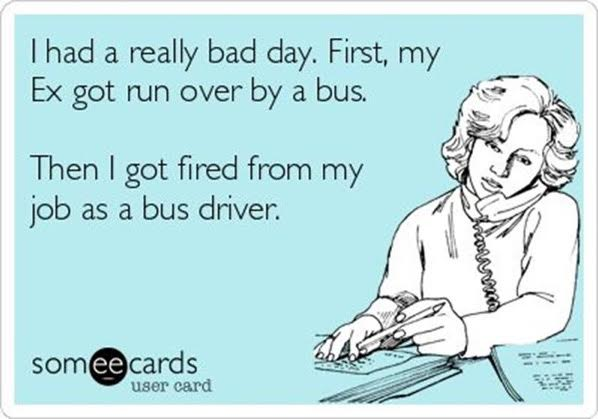 I had a really bad day. First, my
Ex got run over by a bus.
Then I got fired from my
job as a bus driver.
someecards
user card